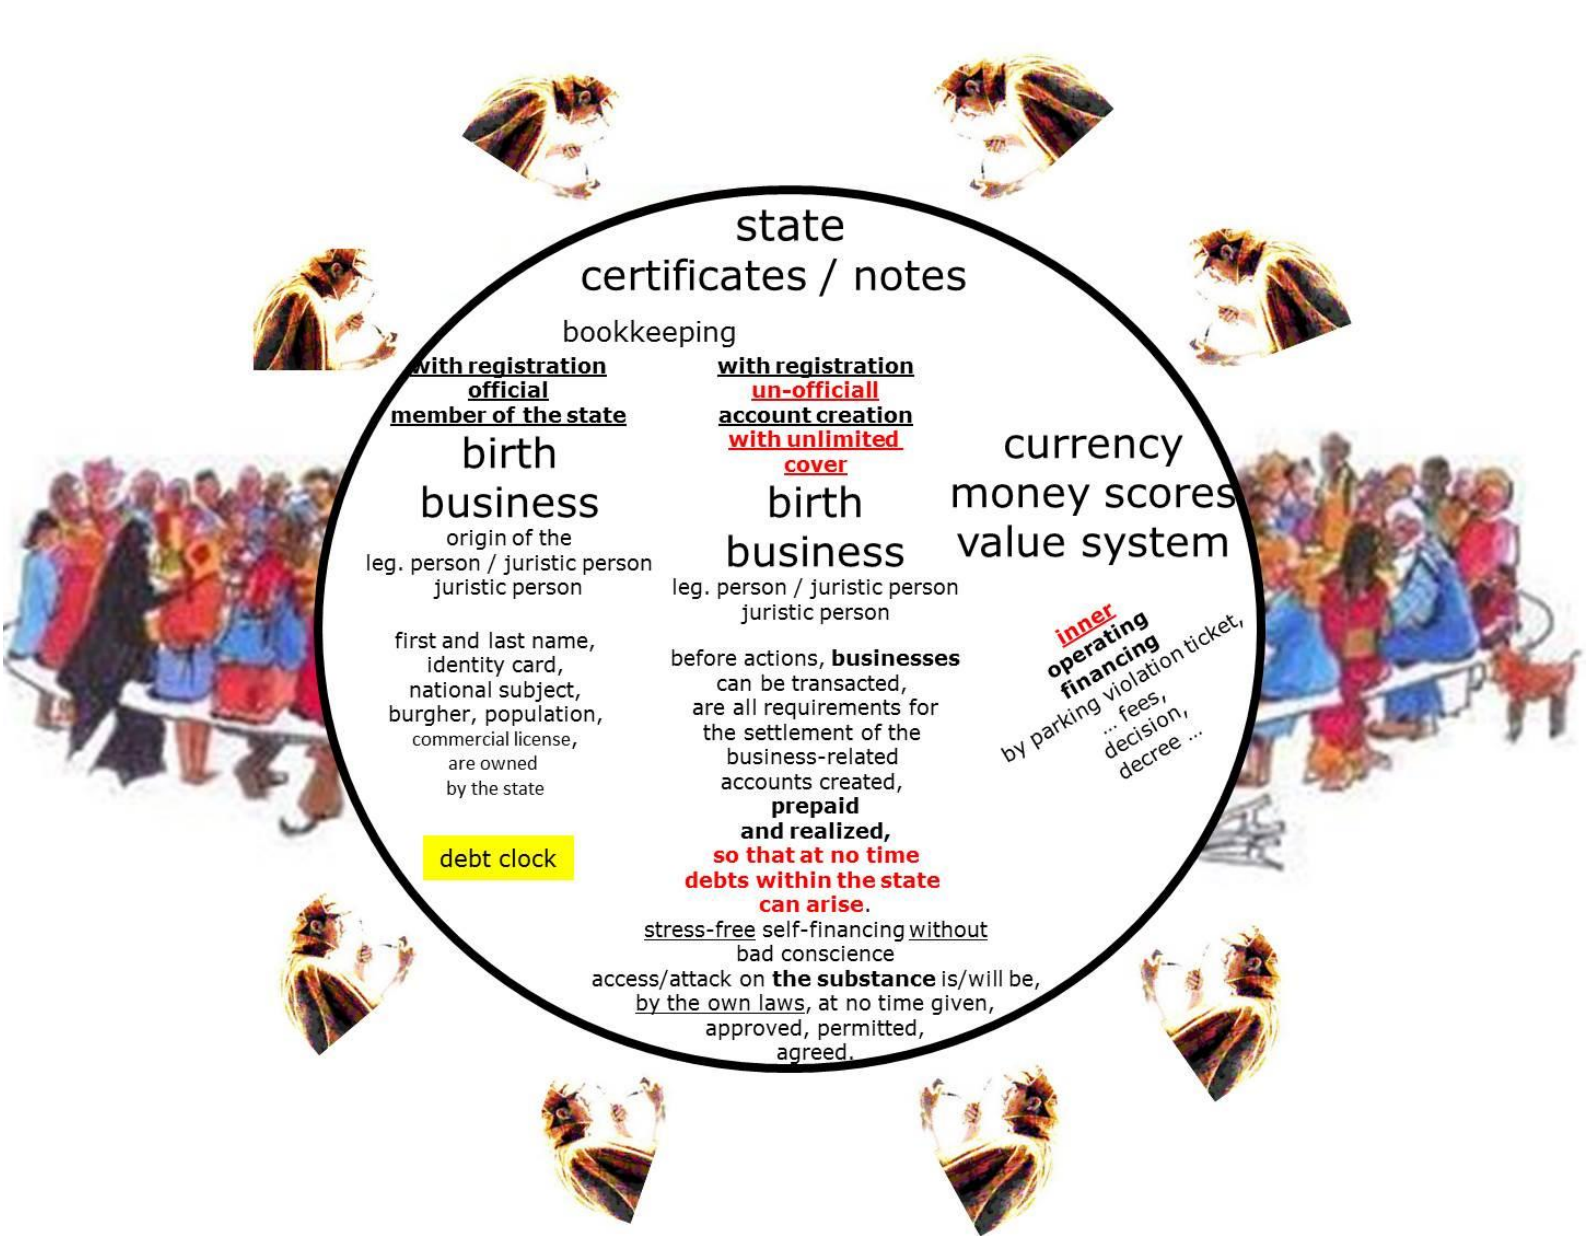 state
certificates / notes
bookkeeping
with registration
official
member of the state
birth
business
origin of the
leg. person / juristic person
juristic person
first and last name,
identity card,
national subject,
burgher, population,
commercial license,
are owned
by the state
debt clock
with registration
un-officiall
account creation
with unlimited
cover
birth
business
leg. person / juristic person
juristic person
before actions, businesses
can be transacted,
are all requirements for
the settlement of the
business-related
accounts created,
prepaid
and realized,
so that at no time
debts within the state
can arise.
stress-free self-financing without
bad conscience
access/attack on the substance is/will be,
by the own laws, at no time given,
approved, permitted,
agreed.
currency
money scores
value system
inner
operating
financing
by parking violation ticket,
... fees,
decision,
decree ...